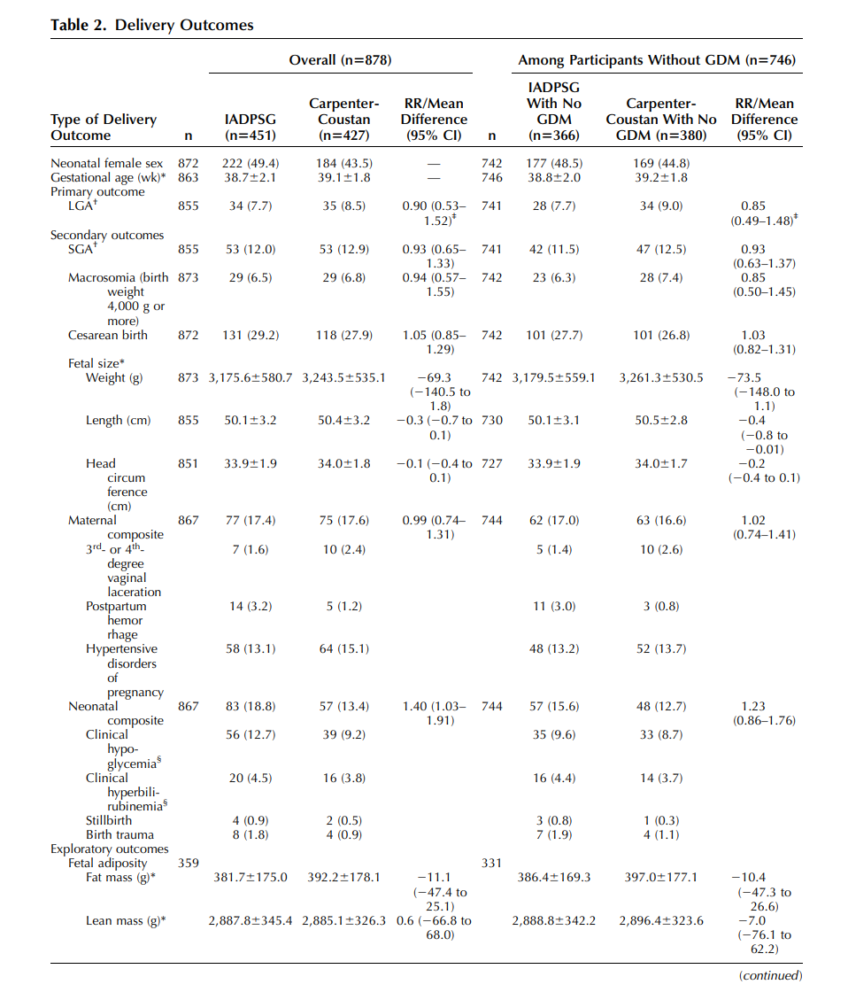 Table 2. Delivery Outcomes
Overall (n=878) Among Participants Without GDM (n=746)
IADPSG
Carpenter- With No Carpenter- RR/Mean
RR/Mean
Type of Delivery IADPSG Coustan Difference GDM Coustan With No Difference
Outcome n (n=451) (n=427) (95% CI) n (n=366) GDM (n=380) (95% CI)
Neonatal female sex 872 222 (49.4) 184 (43.5) — 742 177 (48.5) 169 (44.8)
Gestational age (wk)* 863 38.7±2.1 39.1±1.8 — 746 38.8±2.0 39.2±1.8
Primary outcome
LGA† 855 34 (7.7) 35 (8.5) 0.90 (0.53– 741 28 (7.7) 34 (9.0) 0.85
1.52)‡ (0.49–1.48)‡
Secondary outcomes
SGA† 855 53 (12.0) 53 (12.9) 0.93 (0.65– 741 42 (11.5) 47 (12.5) 0.93
1.33) (0.63–1.37)
Macrosomia (birth 873 29 (6.5) 29 (6.8) 0.94 (0.57– 742 23 (6.3) 28 (7.4) 0.85
weight 1.55) (0.50–1.45)
4,000 g or
more)
Cesarean birth 872 131 (29.2) 118 (27.9) 1.05 (0.85– 742 101 (27.7) 101 (26.8) 1.03
1.29) (0.82–1.31)
Fetal size*
Weight (g) 873 3,175.6±580.7 3,243.5±535.1 −69.3 742 3,179.5±559.1 3,261.3±530.5 −73.5
(−140.5 to (−148.0 to
1.8) 1.1)
Length (cm) 855 50.1±3.2 50.4±3.2 −0.3 (−0.7 to 730 50.1±3.1 50.5±2.8 −0.4
0.1) (−0.8 to
−0.01)
Head 851 33.9±1.9 34.0±1.8 −0.1 (−0.4 to 727 33.9±1.9 34.0±1.7 −0.2
circum 0.1) (−0.4 to 0.1)
ference
(cm)
Maternal 867 77 (17.4) 75 (17.6) 0.99 (0.74– 744 62 (17.0) 63 (16.6) 1.02
composite 1.31) (0.74–1.41)
3rd- or 4th- 7 (1.6) 10 (2.4) 5 (1.4) 10 (2.6)
degree
vaginal
laceration
Postpartum 14 (3.2) 5 (1.2) 11 (3.0) 3 (0.8)
hemor
rhage
Hypertensive 58 (13.1) 64 (15.1) 48 (13.2) 52 (13.7)
disorders
of
pregnancy
Neonatal 867 83 (18.8) 57 (13.4) 1.40 (1.03– 744 57 (15.6) 48 (12.7) 1.23
composite 1.91) (0.86–1.76)
Clinical 56 (12.7) 39 (9.2) 35 (9.6) 33 (8.7)
hypo-
glycemia§
Clinical 20 (4.5) 16 (3.8) 16 (4.4) 14 (3.7)
hyperbili-
rubinemia§
Stillbirth 4 (0.9) 2 (0.5) 3 (0.8) 1 (0.3)
Birth trauma 8 (1.8) 4 (0.9) 7 (1.9) 4 (1.1)
Exploratory outcomes
Fetal adiposity 359 331
Fat mass (g)* 381.7±175.0 392.2±178.1 −11.1 386.4±169.3 397.0±177.1 −10.4
(−47.4 to (−47.3 to
25.1) 26.6)
Lean mass (g)* 2,887.8±345.4 2,885.1±326.3 0.6 (−66.8 to 2,888.8±342.2 2,896.4±323.6 −7.0
68.0) (−76.1 to
62.2)
(continued)